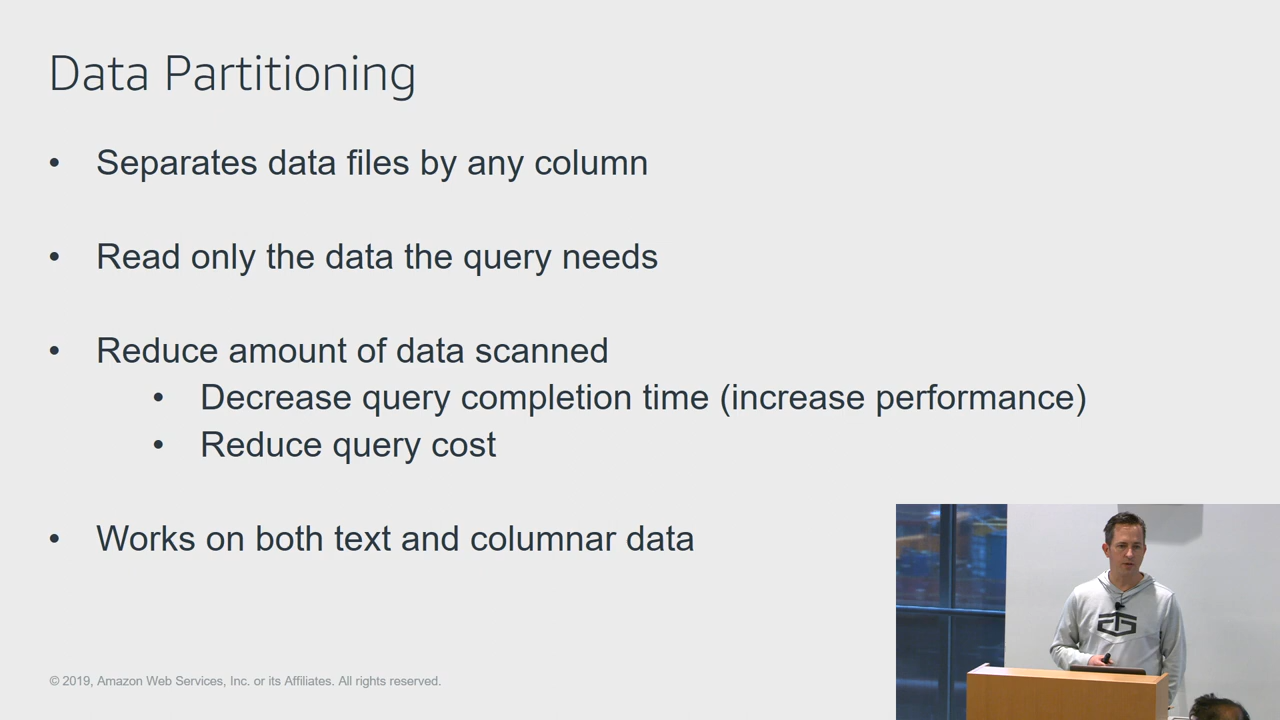 Data Partitioning
• Separates data files by any column
• Read only the data the query needs
• Reduce amount of data scanned
• Decrease query completion time (increase performance)
• Reduce query cost
• Works on both text and columnar data
© 2019, Amazon Web Services, Inc. or its Affiliates. All rights reserved.